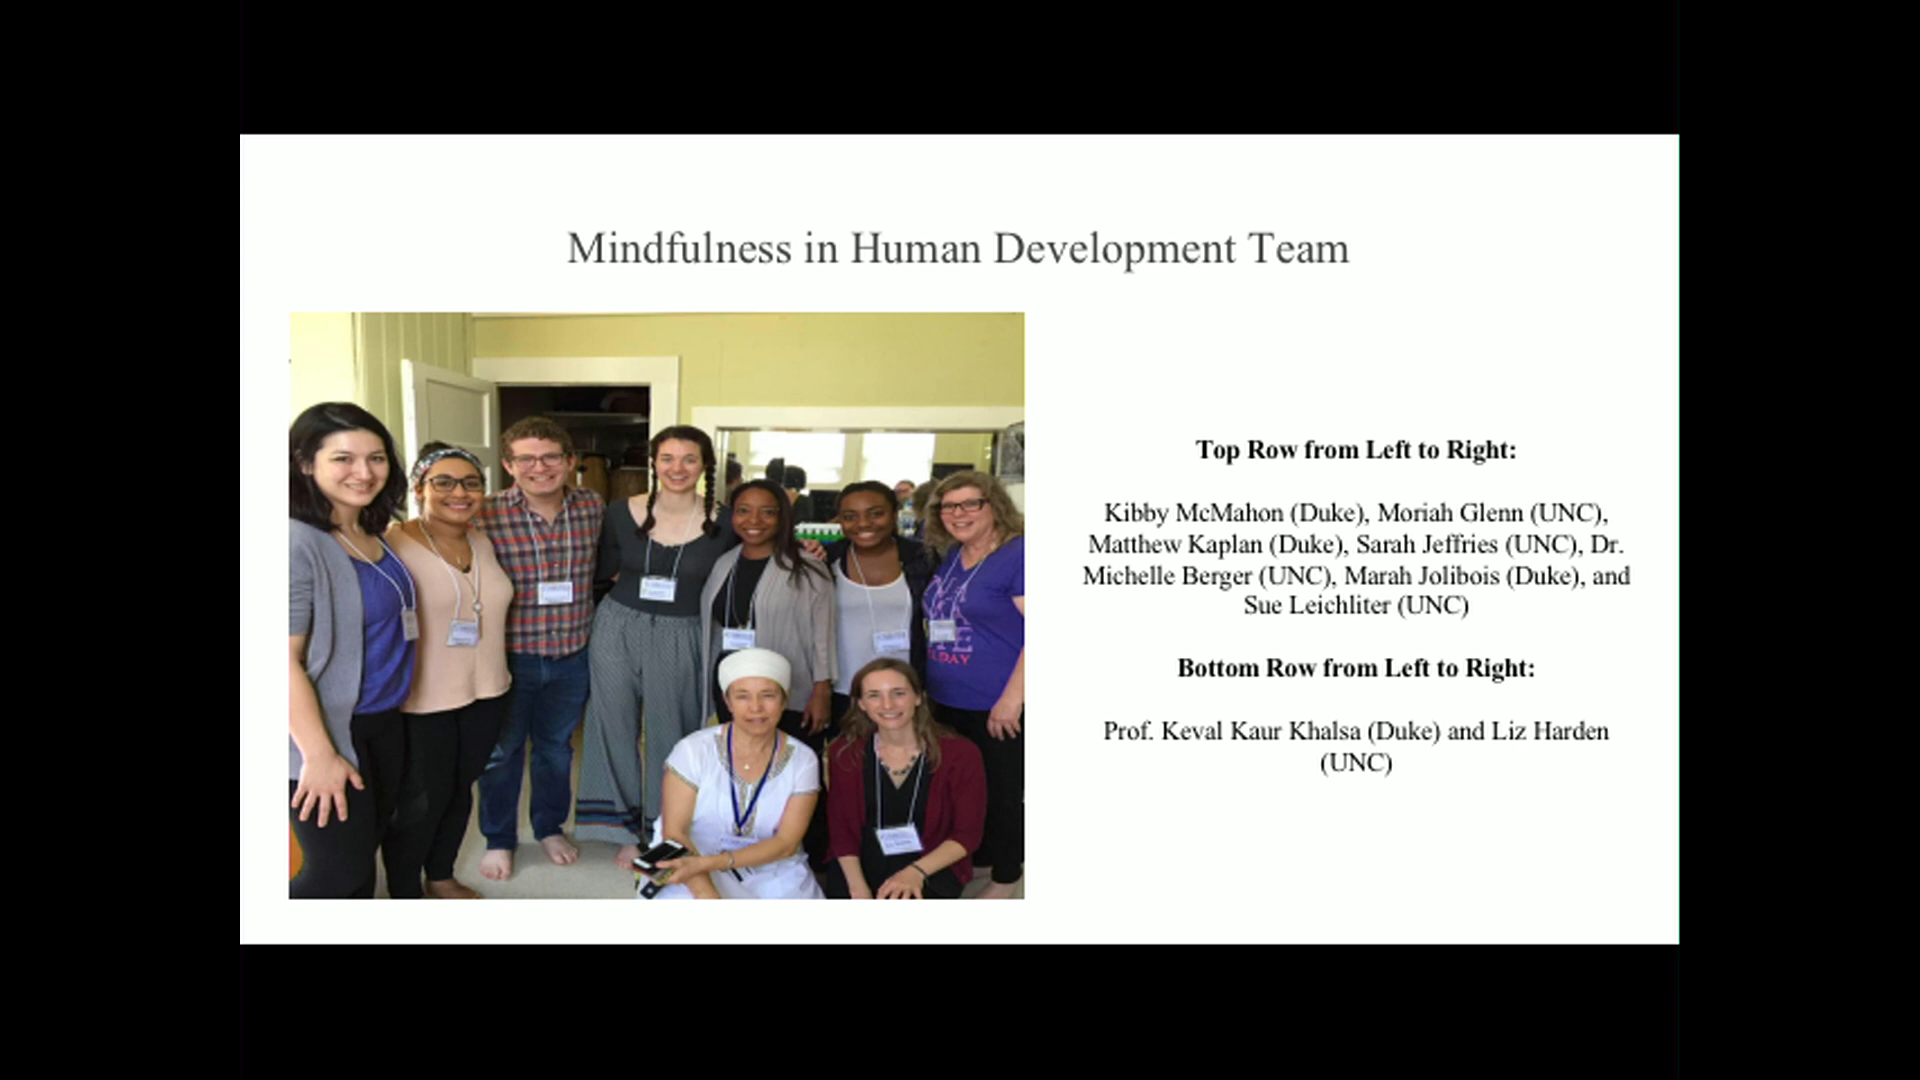 Mindfulness in Human Development Team
Top Row from Left to Right:
Kibby McMahon (Duke), Moriah Glenn (UNC),
Matthew Kaplan (Duke), Sarah Jeffries (UNC), Dr.
Michelle Berger (UNC), Marah Jolibois (Duke), and
Sue Leichliter (UNC)
Bottom Row from Left to Right:
Prof. Keval Kaur Khalsa (Duke) and Liz Harden
(UNC)
DAY